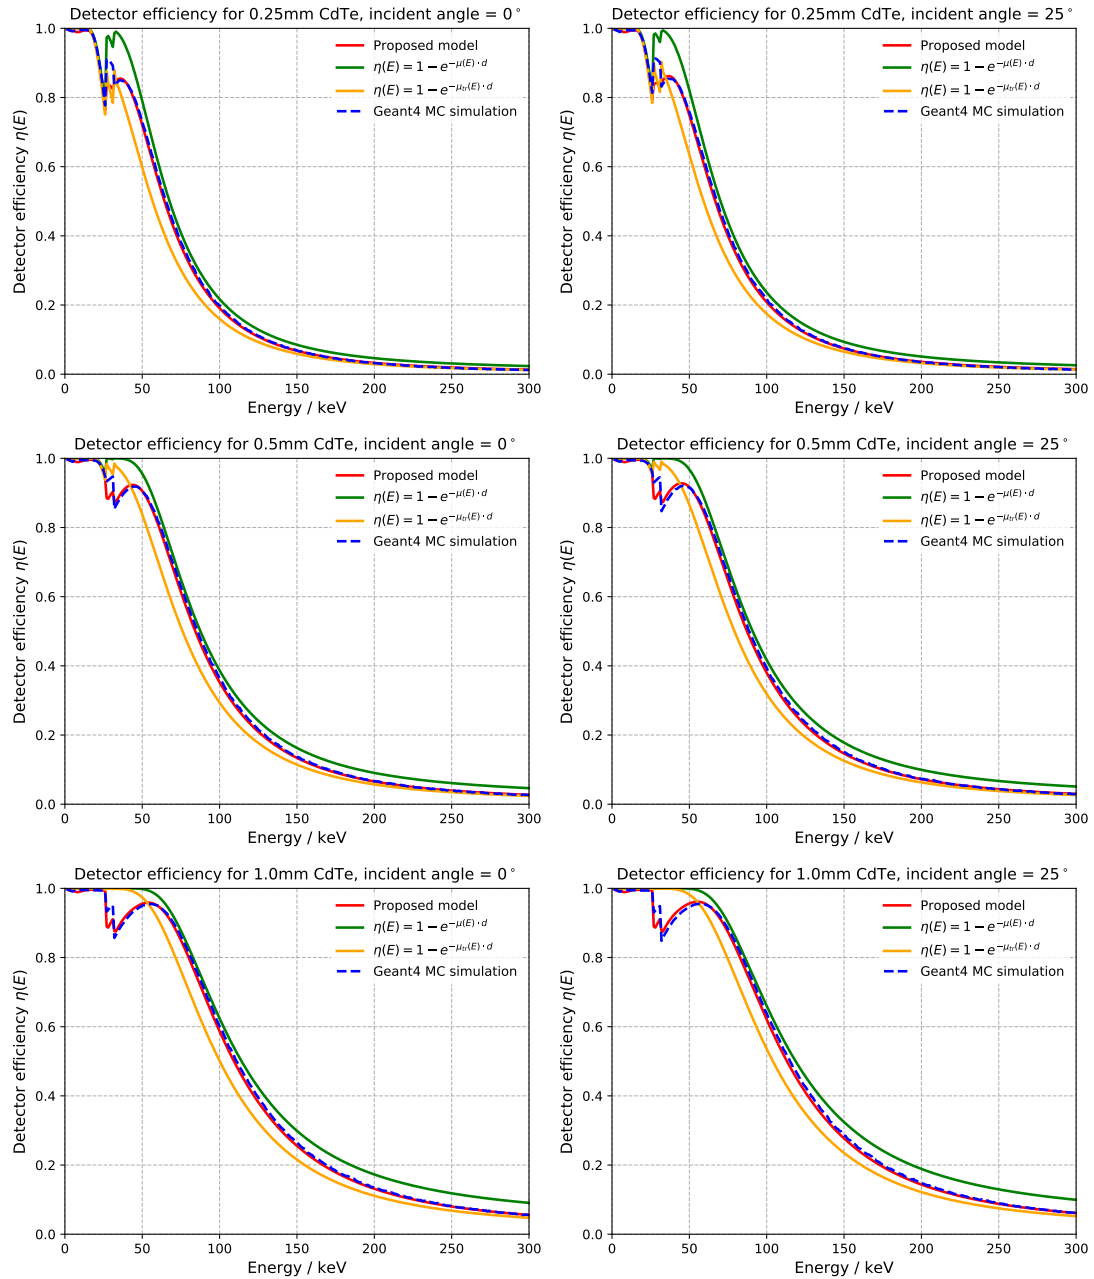 Detector efficiency for 0.25mm CdTe, incident angle = 0°
Detector efficiency η(E)
1.0
0.8
0.6
0.4
0.2
0.0
Proposed model
η(E) = 1 − e^{−μ(E)·d}
η(E) = 1 − e^{−μ_{tr}(E)·d}
Geant4 MC simulation
0 50 100 150 200 250 300
Energy / keV
Detector efficiency for 0.25mm CdTe, incident angle = 25°
Detector efficiency η(E)
1.0
0.8
0.6
0.4
0.2
0.0
Proposed model
η(E) = 1 − e^{−μ(E)·d}
η(E) = 1 − e^{−μ_{tr}(E)·d}
Geant4 MC simulation
0 50 100 150 200 250 300
Energy / keV
Detector efficiency for 0.5mm CdTe, incident angle = 0°
Detector efficiency η(E)
1.0
0.8
0.6
0.4
0.2
0.0
Proposed model
η(E) = 1 − e^{−μ(E)·d}
η(E) = 1 − e^{−μ_{tr}(E)·d}
Geant4 MC simulation
0 50 100 150 200 250 300
Energy / keV
Detector efficiency for 0.5mm CdTe, incident angle = 25°
Detector efficiency η(E)
1.0
0.8
0.6
0.4
0.2
0.0
Proposed model
η(E) = 1 − e^{−μ(E)·d}
η(E) = 1 − e^{−μ_{tr}(E)·d}
Geant4 MC simulation
0 50 100 150 200 250 300
Energy / keV
Detector efficiency for 1.0mm CdTe, incident angle = 0°
Detector efficiency η(E)
1.0
0.8
0.6
0.4
0.2
0.0
Proposed model
η(E) = 1 − e^{−μ(E)·d}
η(E) = 1 − e^{−μ_{tr}(E)·d}
Geant4 MC simulation
0 50 100 150 200 250 300
Energy / keV
Detector efficiency for 1.0mm CdTe, incident angle = 25°
Detector efficiency η(E)
1.0
0.8
0.6
0.4
0.2
0.0
Proposed model
η(E) = 1 − e^{−μ(E)·d}
η(E) = 1 − e^{−μ_{tr}(E)·d}
Geant4 MC simulation
0 50 100 150 200 250 300
Energy / keV